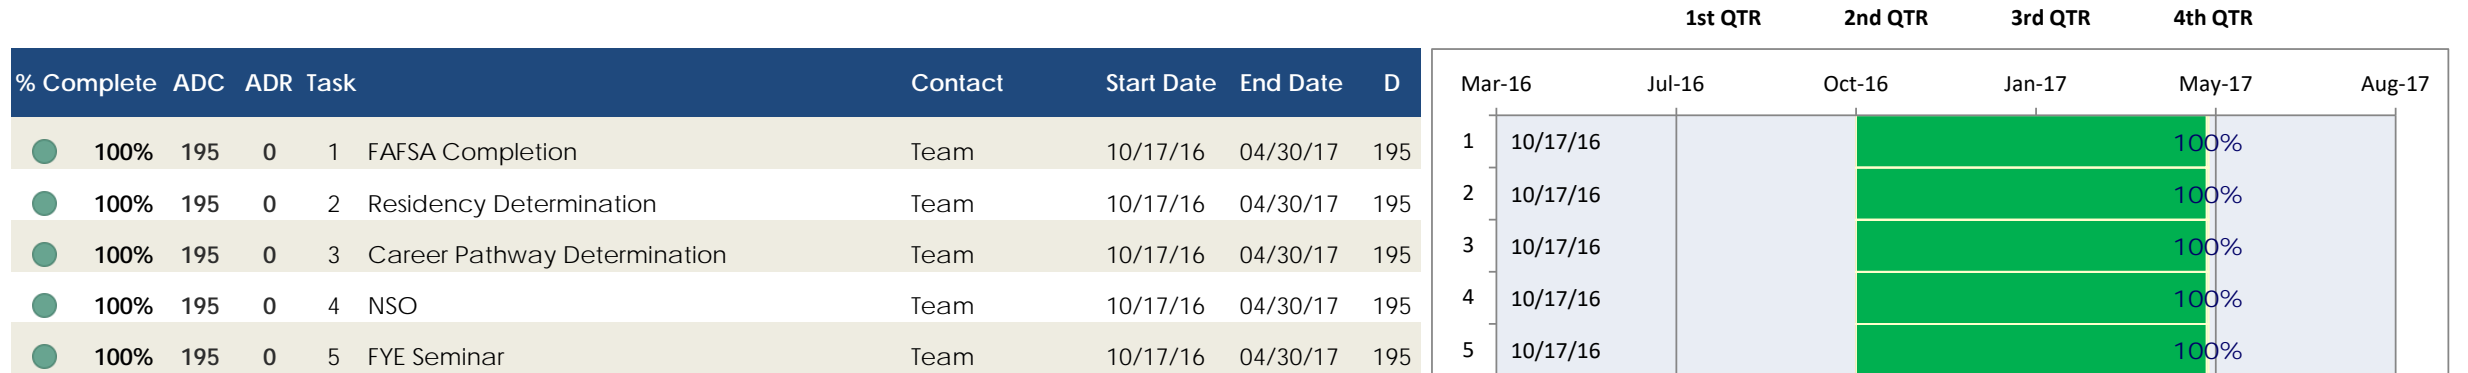 1st QTR 2nd QTR 3rd QTR 4th QTR
% Complete ADC ADR Task Contact Start Date End Date D Mar-16 Jul-16 Oct-16 Jan-17 May-17 Aug-17
100% 195 0 1 FAFSA Completion Team 10/17/16 04/30/17 195 1 10/17/16 100%
100% 195 0 2 Residency Determination Team 10/17/16 04/30/17 195 2 10/17/16 100%
100% 195 0 3 Career Pathway Determination Team 10/17/16 04/30/17 195 3 10/17/16 100%
100% 195 0 4 NSO Team 10/17/16 04/30/17 195 4 10/17/16 100%
100% 195 0 5 FYE Seminar Team 10/17/16 04/30/17 195 5 10/17/16 100%